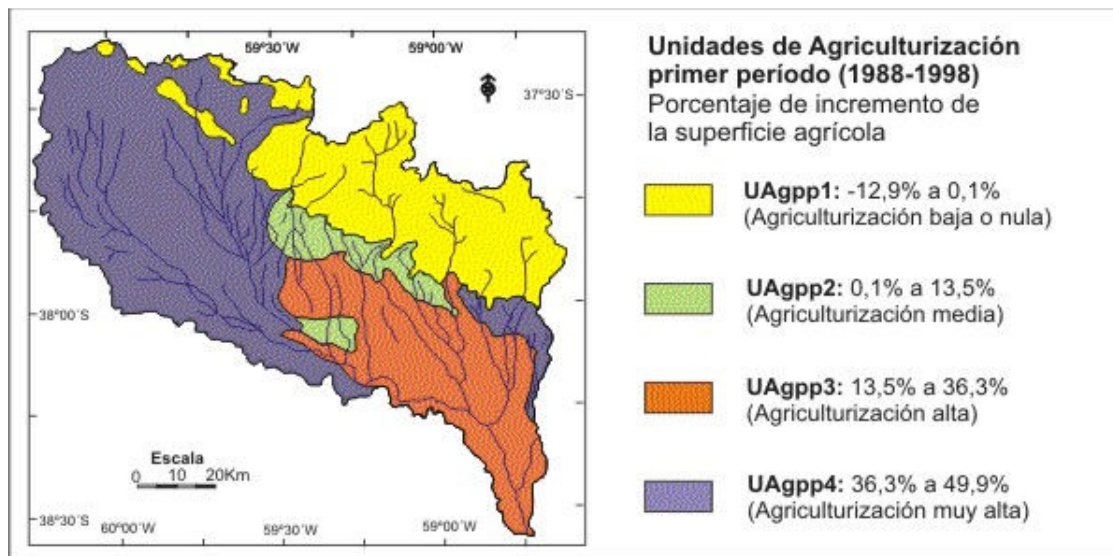 59°30'W
59°00'W
37°30'S
38°00'S
Escala
0 10 20Km
38°30'S
60°00'W
59°30'W
59°00'W
Unidades de Agriculturización
primer período (1988-1998)
Porcentaje de incremento de
la superficie agrícola
UAgpp1: -12,9% a 0,1%
(Agriculturización baja o nula)
UAgpp2: 0,1% a 13,5%
(Agriculturización media)
UAgpp3: 13,5% a 36,3%
(Agriculturización alta)
UAgpp4: 36,3% a 49,9%
(Agriculturización muy alta)